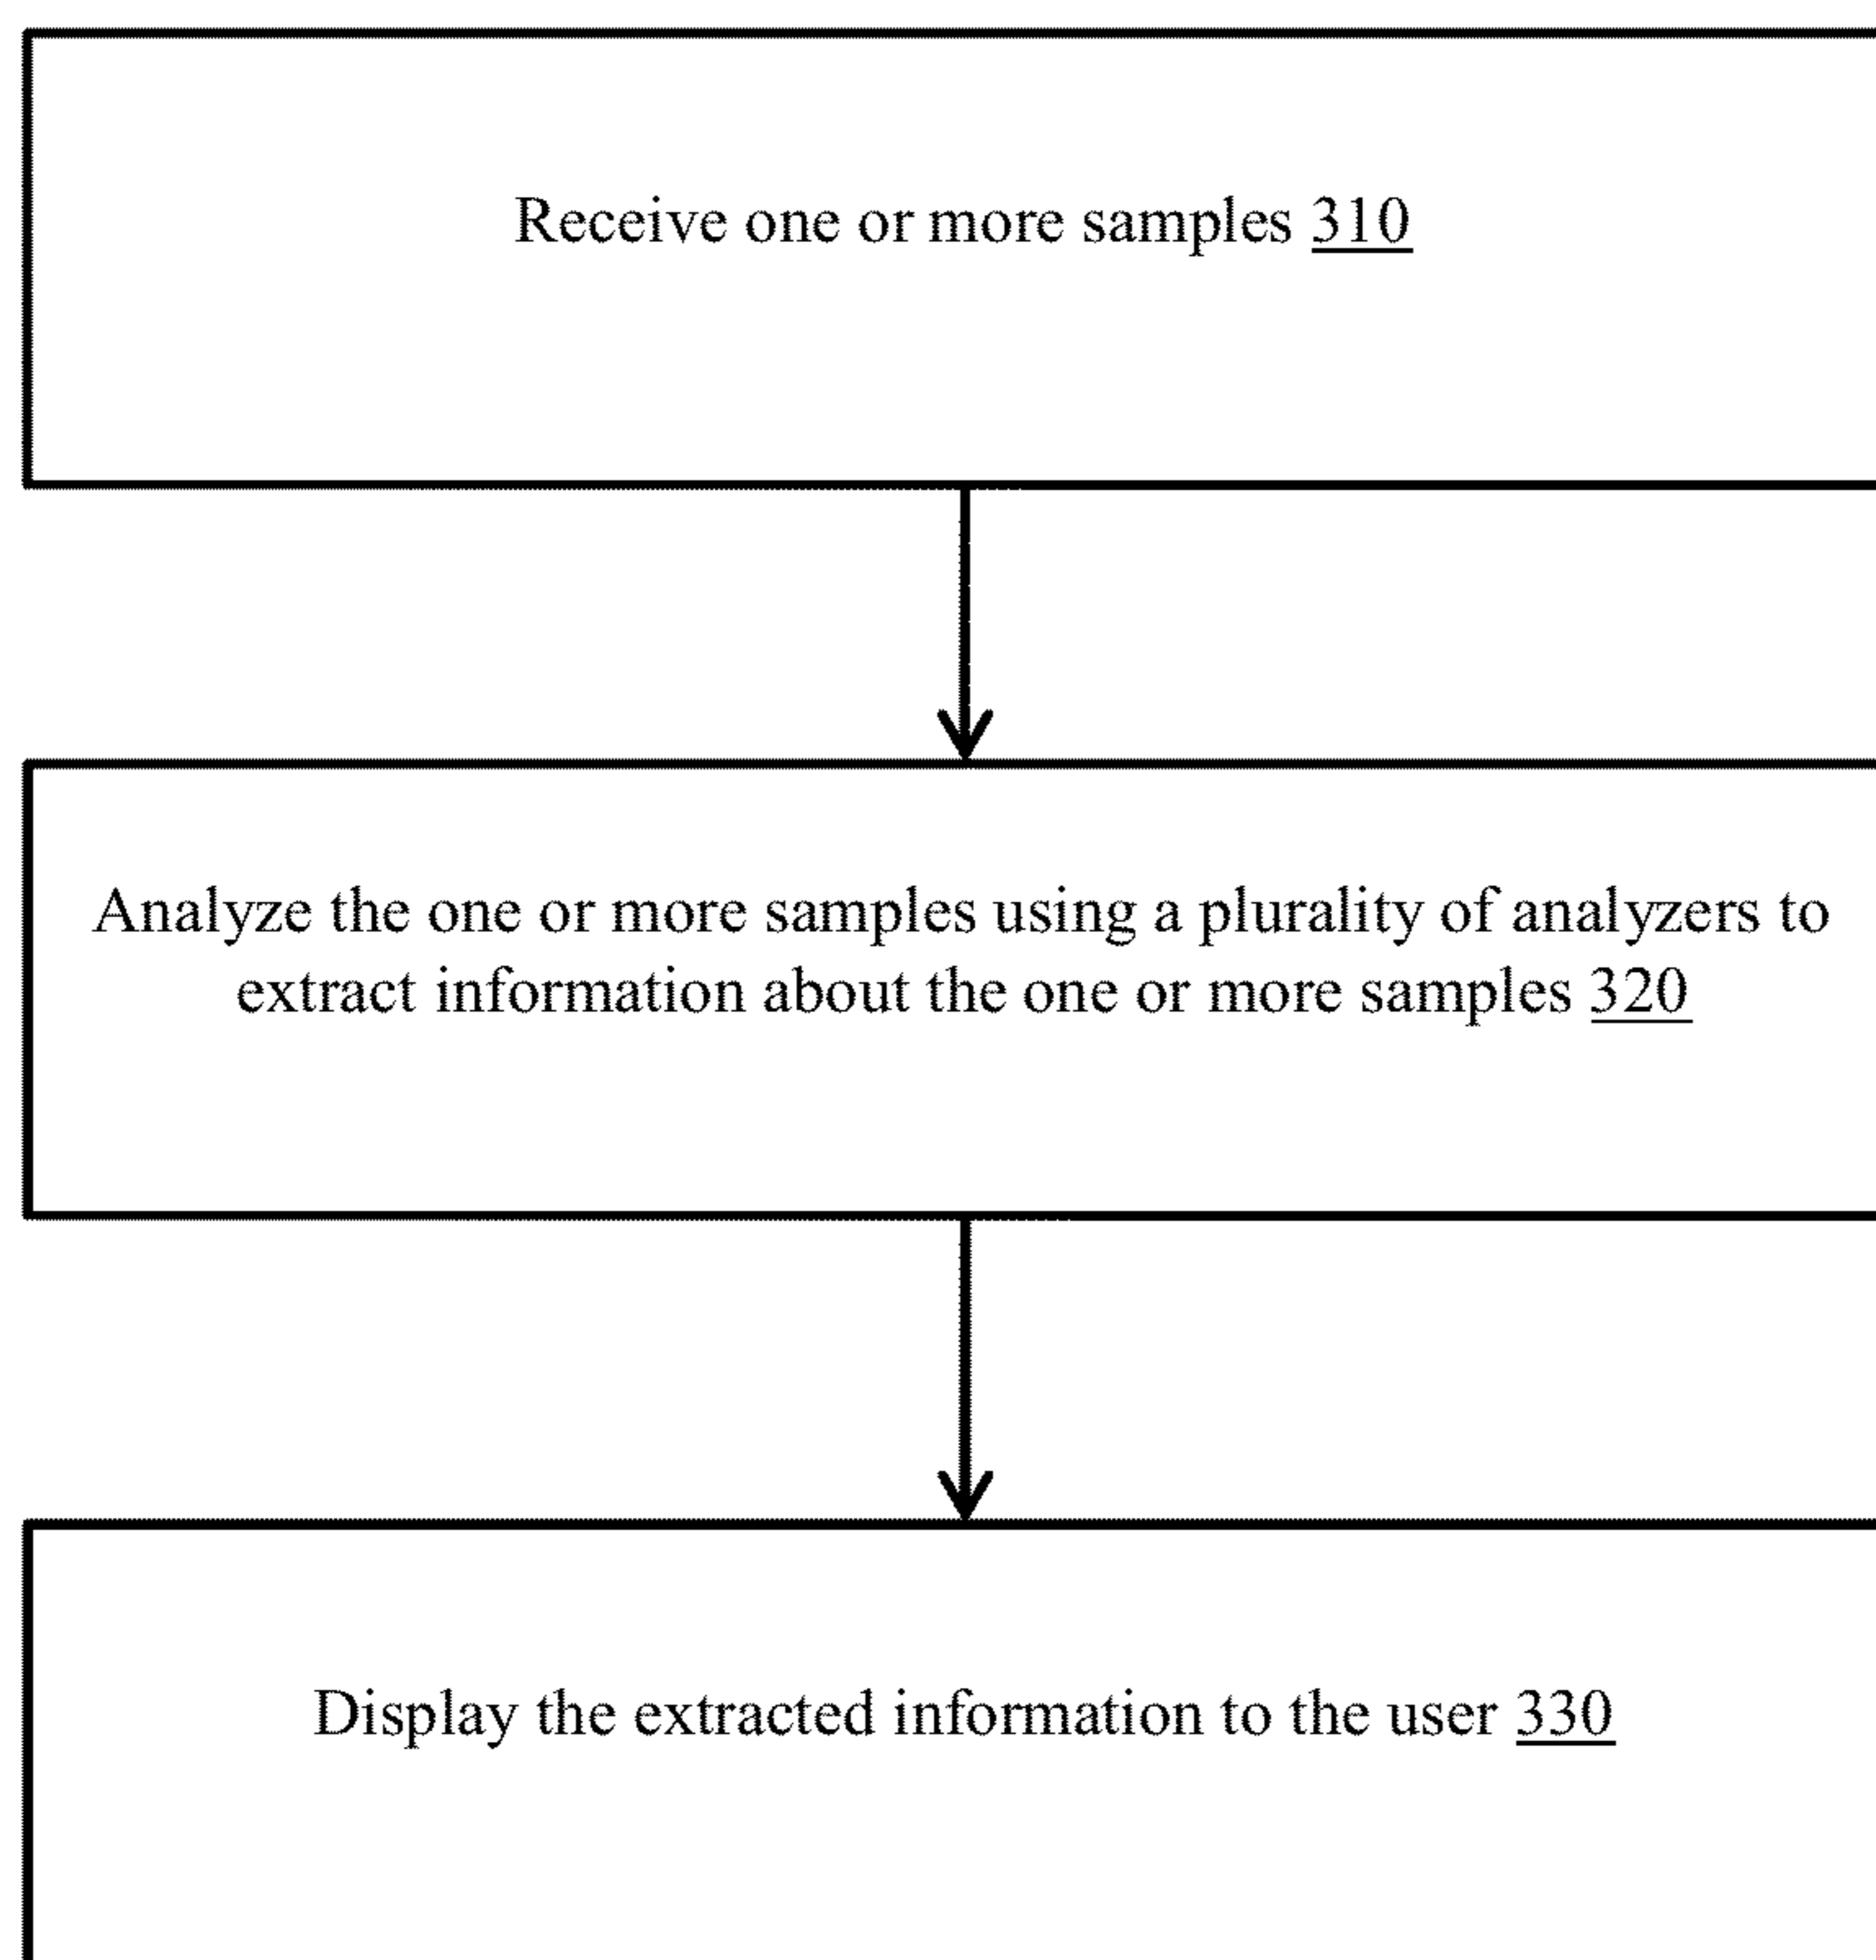 Receive one or more samples 310
Analyze the one or more samples using a plurality of analyzers to
extract information about the one or more samples 320
Display the extracted information to the user 330